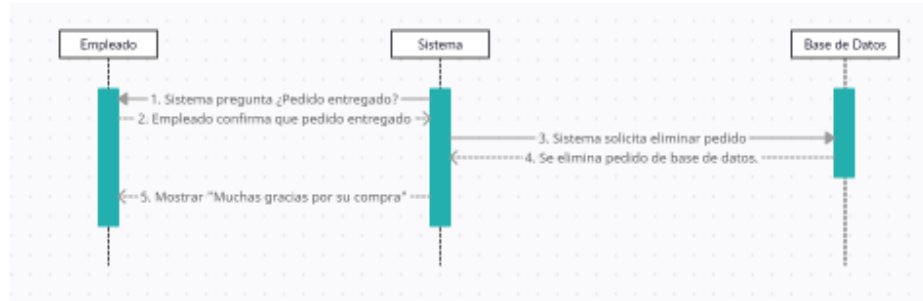 Empleado
Sistema
Base de Datos
1. Sistema pregunta ¿Pedido entregado?
2. Empleado confirma que pedido entregado
3. Sistema solicita eliminar pedido
4. Se elimina pedido de base de datos.
5. Mostrar "Muchas gracias por su compra"